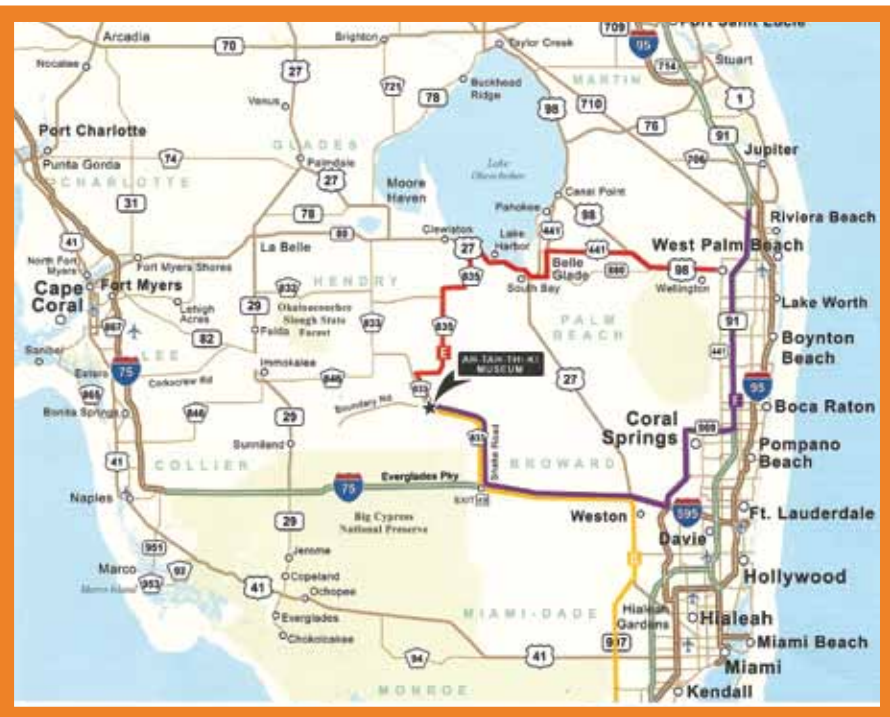 709
Port Saint Lucie
Arcadia
Brighton
Taylor Creek
95
70
Stuart
714
Nocatee
27
MARTIN
Buckhead
Ridge
721
78
98
710
1
Venus
76
91
Port Charlotte
GLADES
Jupiter
Punta Gorda
74
Palmdale
Lake
Okeechobee
706
CHARLOTTE
27
Moore
Haven
Canal Point
31
78
Pahokee
98
Riviera Beach
41
80
Clewiston
Lake
Harbor
441
441
West Palm
Beach
La Belle
27
North Fort
Myers
Fort Myers Shores
835
Belle
Glade
880
98
HENDRY
South Bay
Wellington
Cape
Coral
Fort Myers
832
29
Okaloacoochee
Slough State
Forest
Lake Worth
Lehigh
Acres
833
PALM
BEACH
91
867
Felda
835
Boynton
Beach
82
441
Sanibel
LEE
E
AH-TAH-THI-KI
MUSEUM
Estero
75
Immokalee
846
27
95
Corkscrew Rd
833
865
Boundary Rd
E
Boca Raton
Bonita Springs
846
29
Coral
Springs
869
Sunniland
833
Snake Road
41
COLLIER
BROWARD
Pompano
Beach
Everglades Pky
75
Naples
EXIT 49
Weston
595
Ft. Lauderdale
Big Cypress
National Preserve
29
Davie
951
Jerome
E
Marco
92
Hollywood
953
Marco Island
41
Copeland
Ochopee
MIAMI-DADE
Hialeah
Gardens
Hialeah
Everglades
Chokoloskee
997
Miami Beach
94
41
Miami
MONROE
Kendall